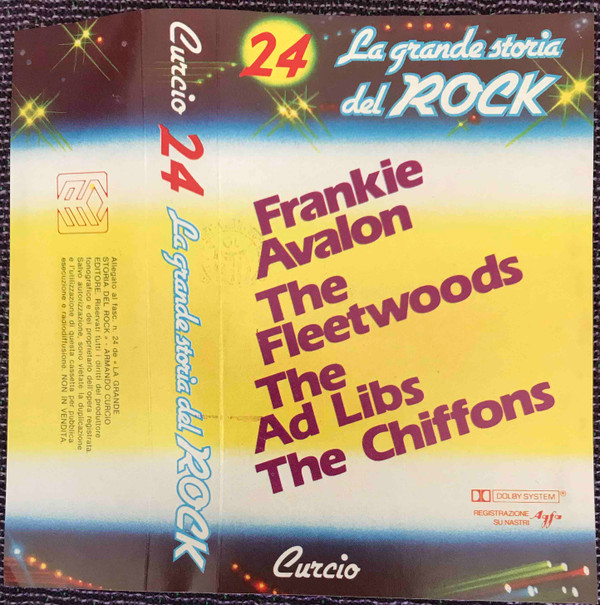 24
La grande storia
del ROCK
Frankie
Avalon
The
Fleetwoods
The
Ad Libs
The Chiffons
DOLBY SYSTEM®
REGISTRAZIONE Agfa
SU NASTRI
Curcio
Curcio 24 La grande storia del ROCK
Allegato al fasc. n. 24 de « LA GRANDE
STORIA DEL ROCK » - ARMANDO CURCIO
EDITORE. Riservati tutti i diritti del produttore
fonografico e del proprietario dell'opera registrata.
Salvo autorizzazione, sono vietate la duplicazione
e l'utilizzazione di questa cassetta per pubblica
esecuzione e radiodiffusione. NON IN VENDITA.